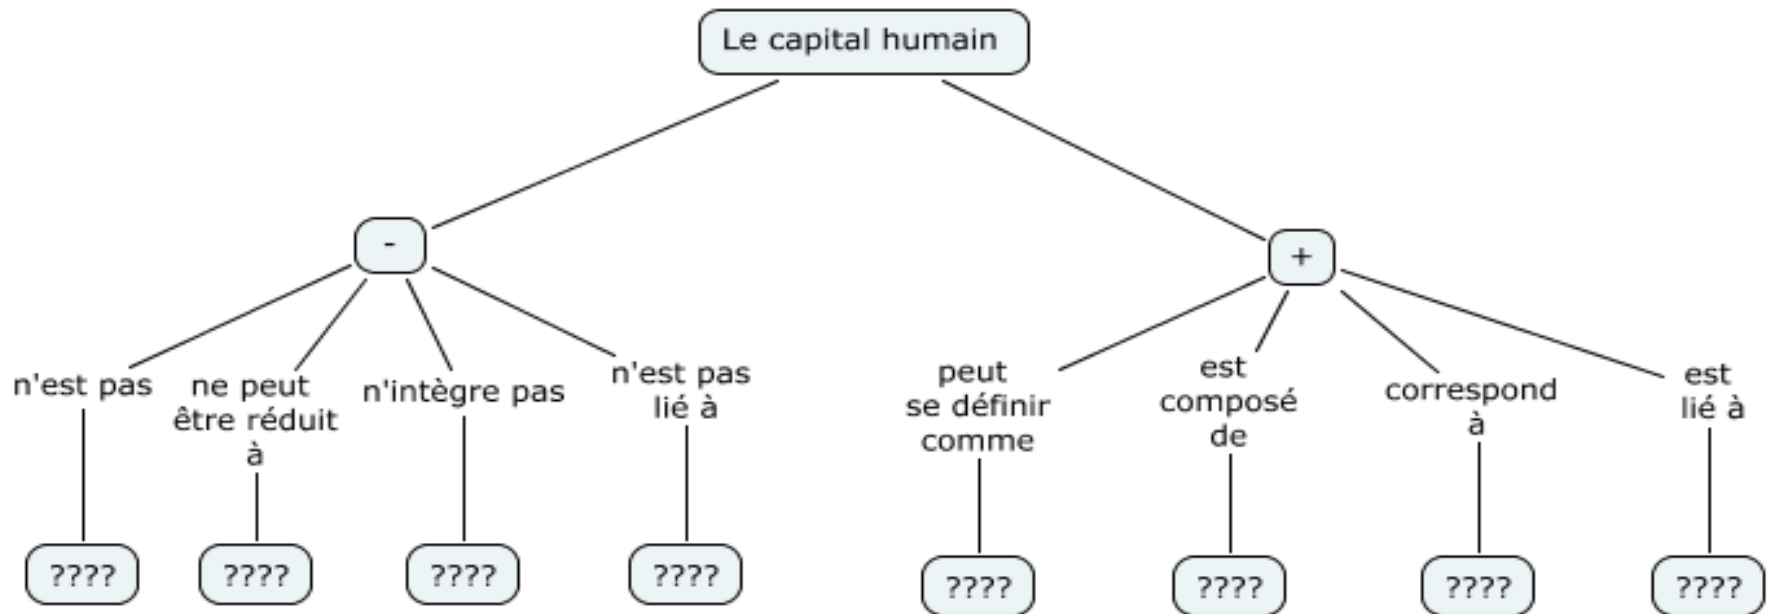 Le capital humain
-
+
n'est pas
ne peut
être réduit
à
n'intègre pas
n'est pas
lié à
peut
se définir
comme
est
composé
de
correspond
à
est
lié à
????
????
????
????
????
????
????
????